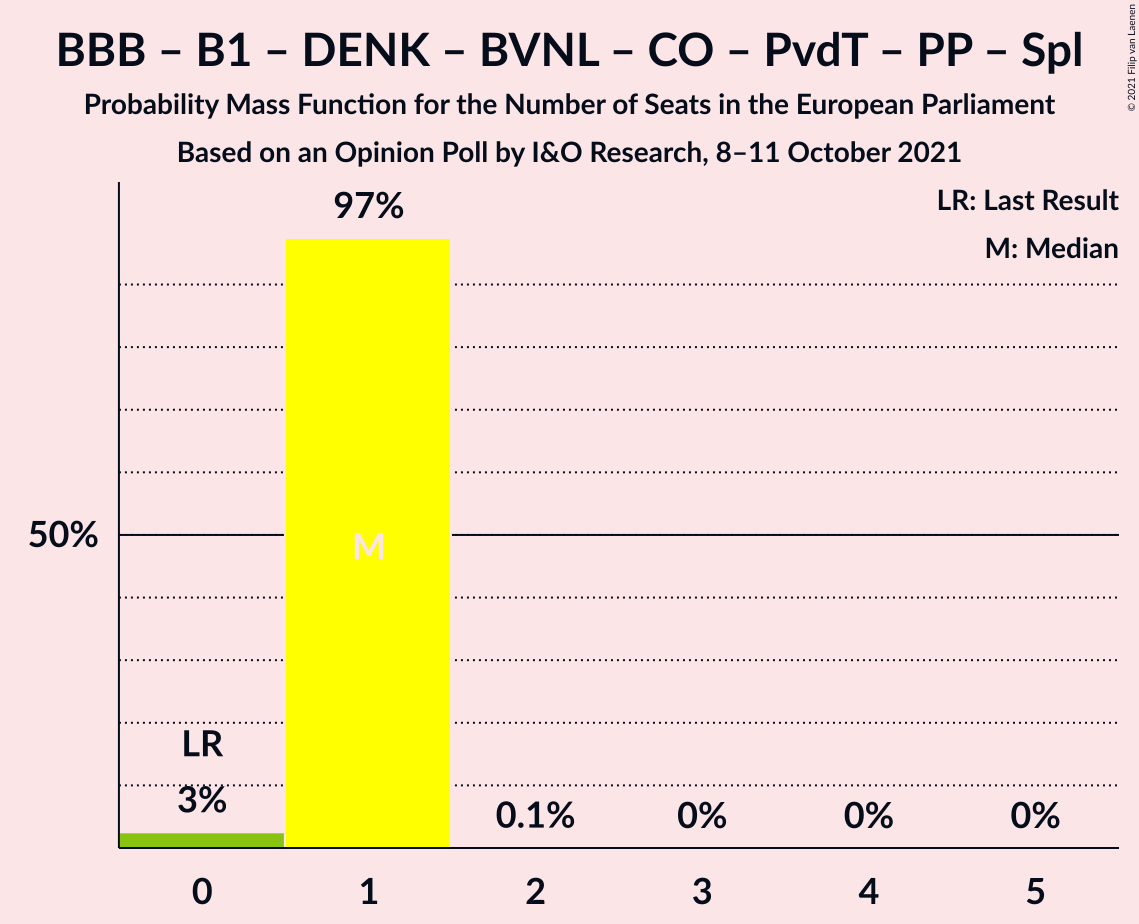 BBB – B1 – DENK – BVNL – CO – PvdT – PP – Spl
Probability Mass Function for the Number of Seats in the European Parliament
Based on an Opinion Poll by I&O Research, 8–11 October 2021
© 2021 Filip van Laenen
LR: Last Result
M: Median
97%
50%
M
LR
3%
0.1%
0%
0%
0%
0 1 2 3 4 5